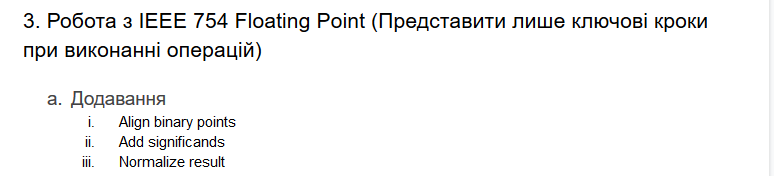 3. Робота з IEEE 754 Floating Point (Представити лише ключові кроки
при виконанні операцій)
a. Додавання
i. Align binary points
ii. Add significands
iii. Normalize result